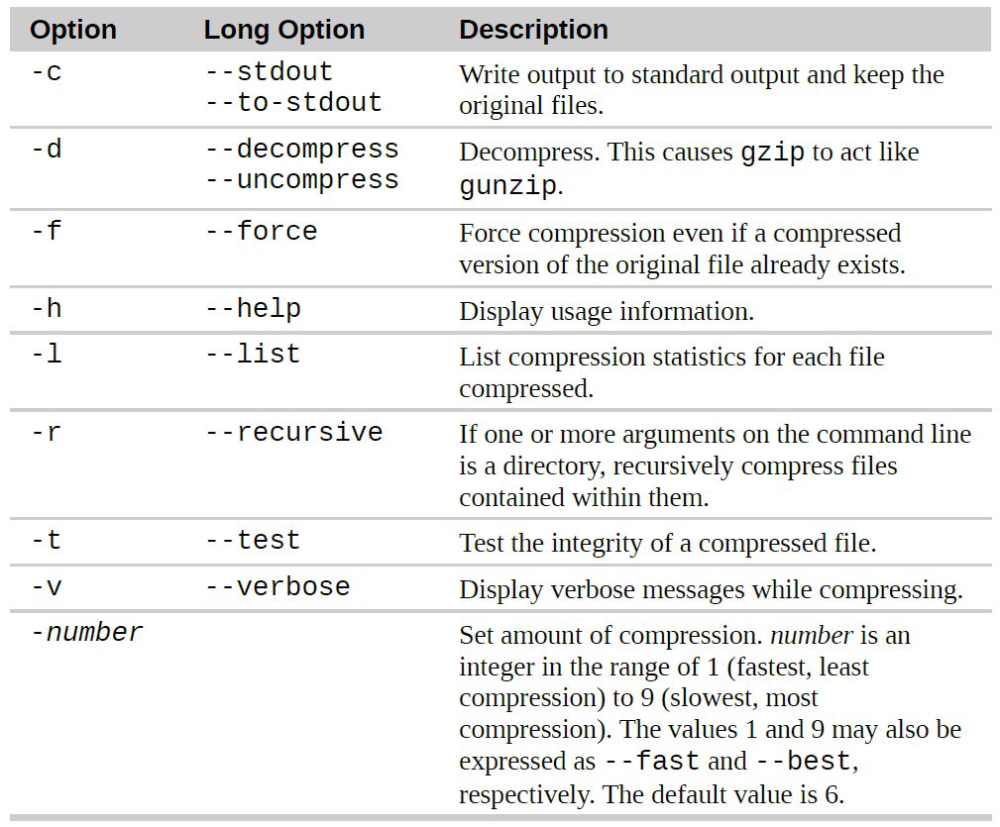 Option Long Option Description
-c --stdout Write output to standard output and keep the
--to-stdout original files.
-d --decompress Decompress. This causes gzip to act like
--uncompress gunzip.
-f --force Force compression even if a compressed
version of the original file already exists.
-h --help Display usage information.
-l --list List compression statistics for each file
compressed.
-r --recursive If one or more arguments on the command line
is a directory, recursively compress files
contained within them.
-t --test Test the integrity of a compressed file.
-v --verbose Display verbose messages while compressing.
-number Set amount of compression. number is an
integer in the range of 1 (fastest, least
compression) to 9 (slowest, most
compression). The values 1 and 9 may also be
expressed as --fast and --best,
respectively. The default value is 6.